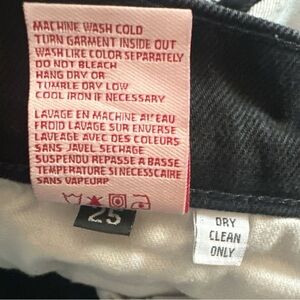 MACHINE WASH COLD
TURN GARMENT INSIDE OUT
WASH LIKE COLOR SEPARATELY
DO NOT BLEACH
HANG DRY OR
TUMBLE DRY LOW
COOL IRON IF NECESSARY
LAVAGE EN MACHINE AL'EAU
FROID LAVAGE SUR ENVERSE
LAVAGE AVEC DES COULEURS
SANS JAVEL SECHAGE
SUSPENDU REPASSE A BASSE
TEMPERATURE SI NECESSAIRE
SANS VAPEURP
25
DRY
CLEAN
ONLY